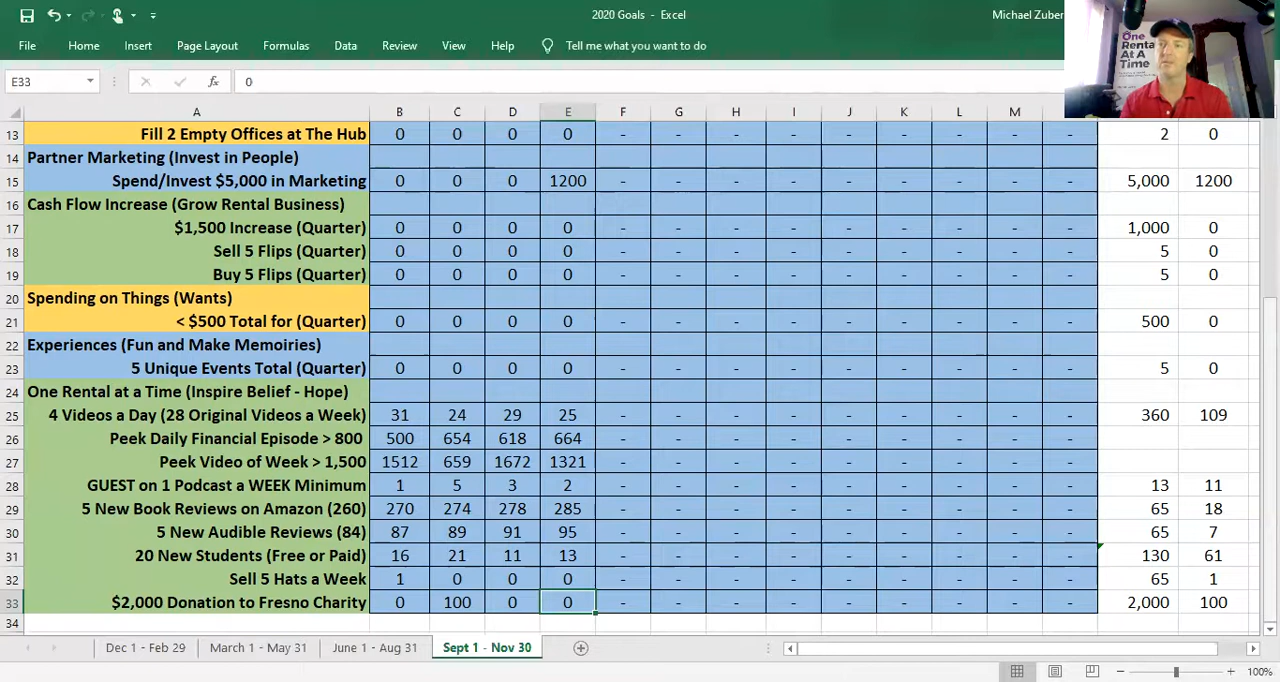 2020 Goals - Excel
Michael Zuber
File Home Insert Page Layout Formulas Data Review View Help Tell me what you want to do
One
Rental
At A
Time
E33 fx 0
A B C D E F G H I J K L M
13 Fill 2 Empty Offices at The Hub 0 0 0 0 - - - - - - - - - 2 0
14 Partner Marketing (Invest in People)
15 Spend/Invest $5,000 in Marketing 0 0 0 1200 - - - - - - - - - 5,000 1200
16 Cash Flow Increase (Grow Rental Business)
17 $1,500 Increase (Quarter) 0 0 0 0 - - - - - - - - - 1,000 0
18 Sell 5 Flips (Quarter) 0 0 0 0 - - - - - - - - - 5 0
19 Buy 5 Flips (Quarter) 0 0 0 0 - - - - - - - - - 5 0
20 Spending on Things (Wants)
21 < $500 Total for (Quarter) 0 0 0 0 - - - - - - - - - 500 0
22 Experiences (Fun and Make Memoiries)
23 5 Unique Events Total (Quarter) 0 0 0 0 - - - - - - - - - 5 0
24 One Rental at a Time (Inspire Belief - Hope)
25 4 Videos a Day (28 Original Videos a Week) 31 24 29 25 - - - - - - - - - 360 109
26 Peek Daily Financial Episode > 800 500 654 618 664 - - - - - - - - -
27 Peek Video of Week > 1,500 1512 659 1672 1321 - - - - - - - - -
28 GUEST on 1 Podcast a WEEK Minimum 1 5 3 2 - - - - - - - - - 13 11
29 5 New Book Reviews on Amazon (260) 270 274 278 285 - - - - - - - - - 65 18
30 5 New Audible Reviews (84) 87 89 91 95 - - - - - - - - - 65 7
31 20 New Students (Free or Paid) 16 21 11 13 - - - - - - - - - 130 61
32 Sell 5 Hats a Week 1 0 0 0 - - - - - - - - - 65 1
33 $2,000 Donation to Fresno Charity 0 100 0 0 - - - - - - - - - 2,000 100
34
Dec 1 - Feb 29 March 1 - May 31 June 1 - Aug 31 Sept 1 - Nov 30
100%